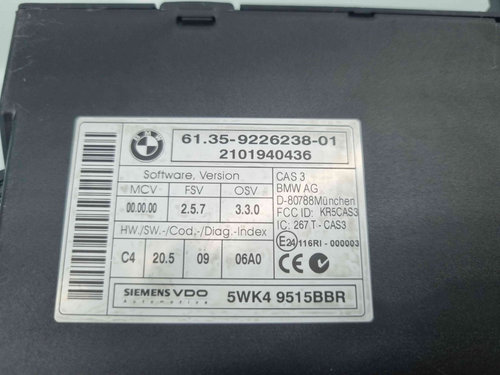 BMW
61.35-9226238-01
2101940436
Software, Version
MCV FSV OSV
00.00.00 2.5.7 3.3.0
HW./SW.-/Cod.,-/Diag.-Index
C4 20.5 09 06A0
CAS 3
BMW AG
D-80788München
FCC ID: KR5CAS3
IC: 267 T - CAS3
E24 116RI - 000003
SIEMENS VDO
Automotive
5WK4 9515BBR